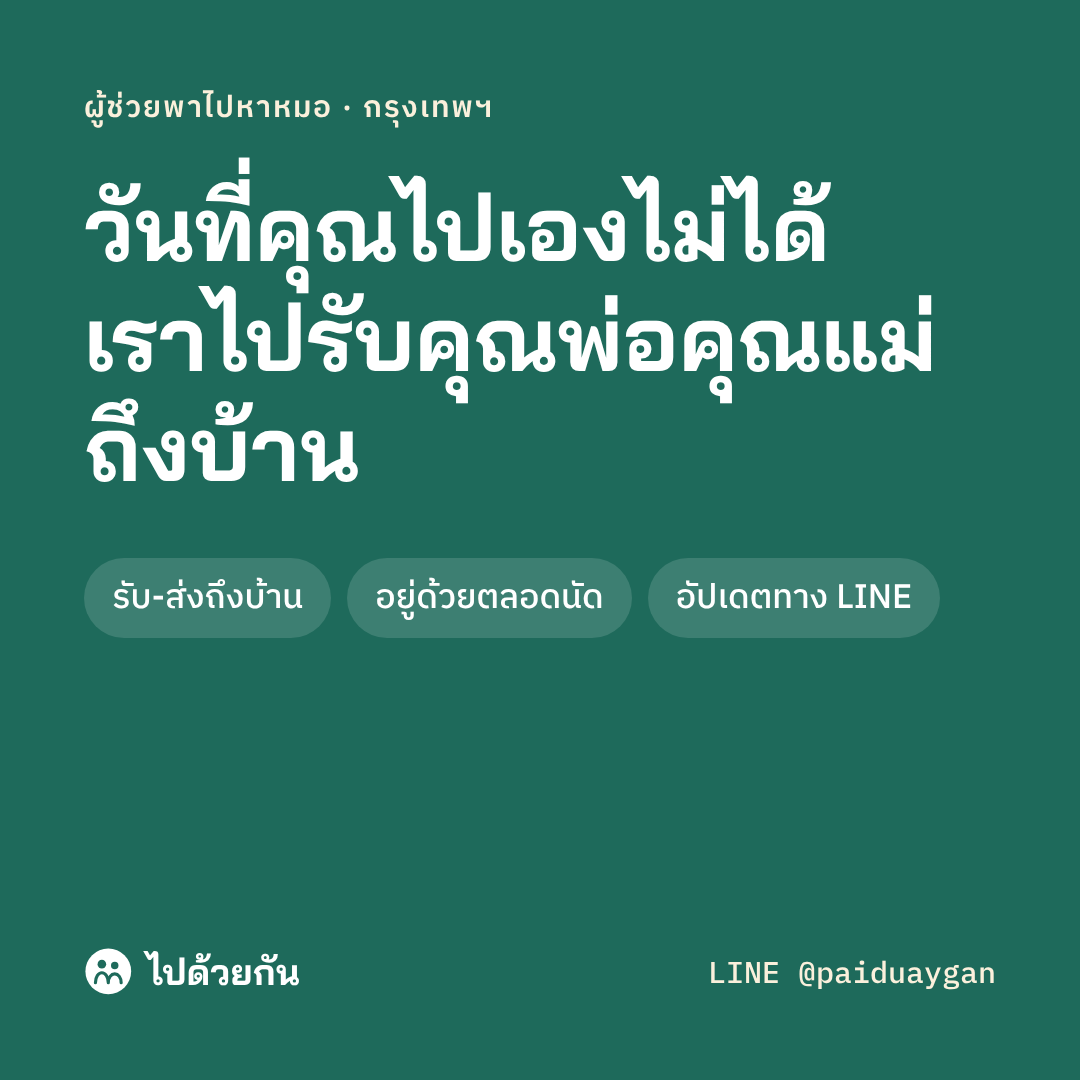 ผู้ช่วยพาไปหาหมอ · กรุงเทพฯ
วันที่คุณไปเองไม่ได้
เราไปรับคุณพ่อคุณแม่
ถึงบ้าน
รับ-ส่งถึงบ้าน
อยู่ด้วยตลอดนัด
อัปเดตทาง LINE
ไปด้วยกัน
LINE @paiduaygan